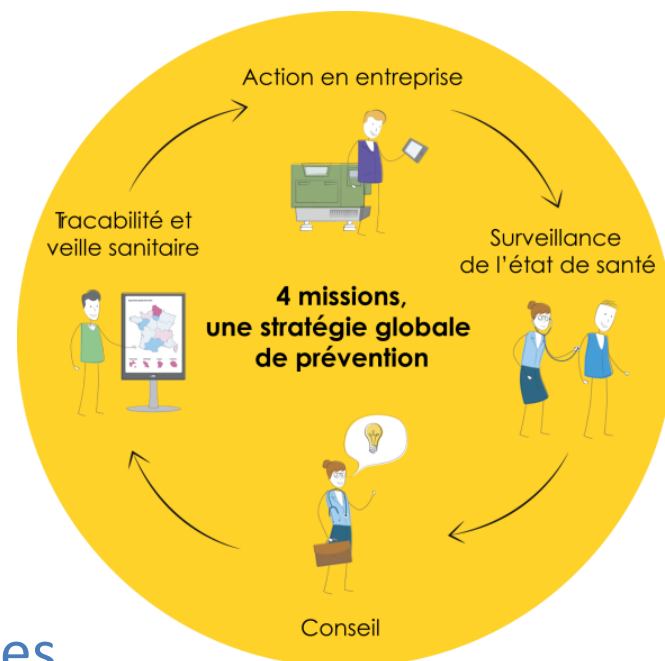 Action en entreprise
Surveillance
de l'état de santé
Tracabilité et
veille sanitaire
4 missions,
une stratégie globale
de prévention
Conseil
es